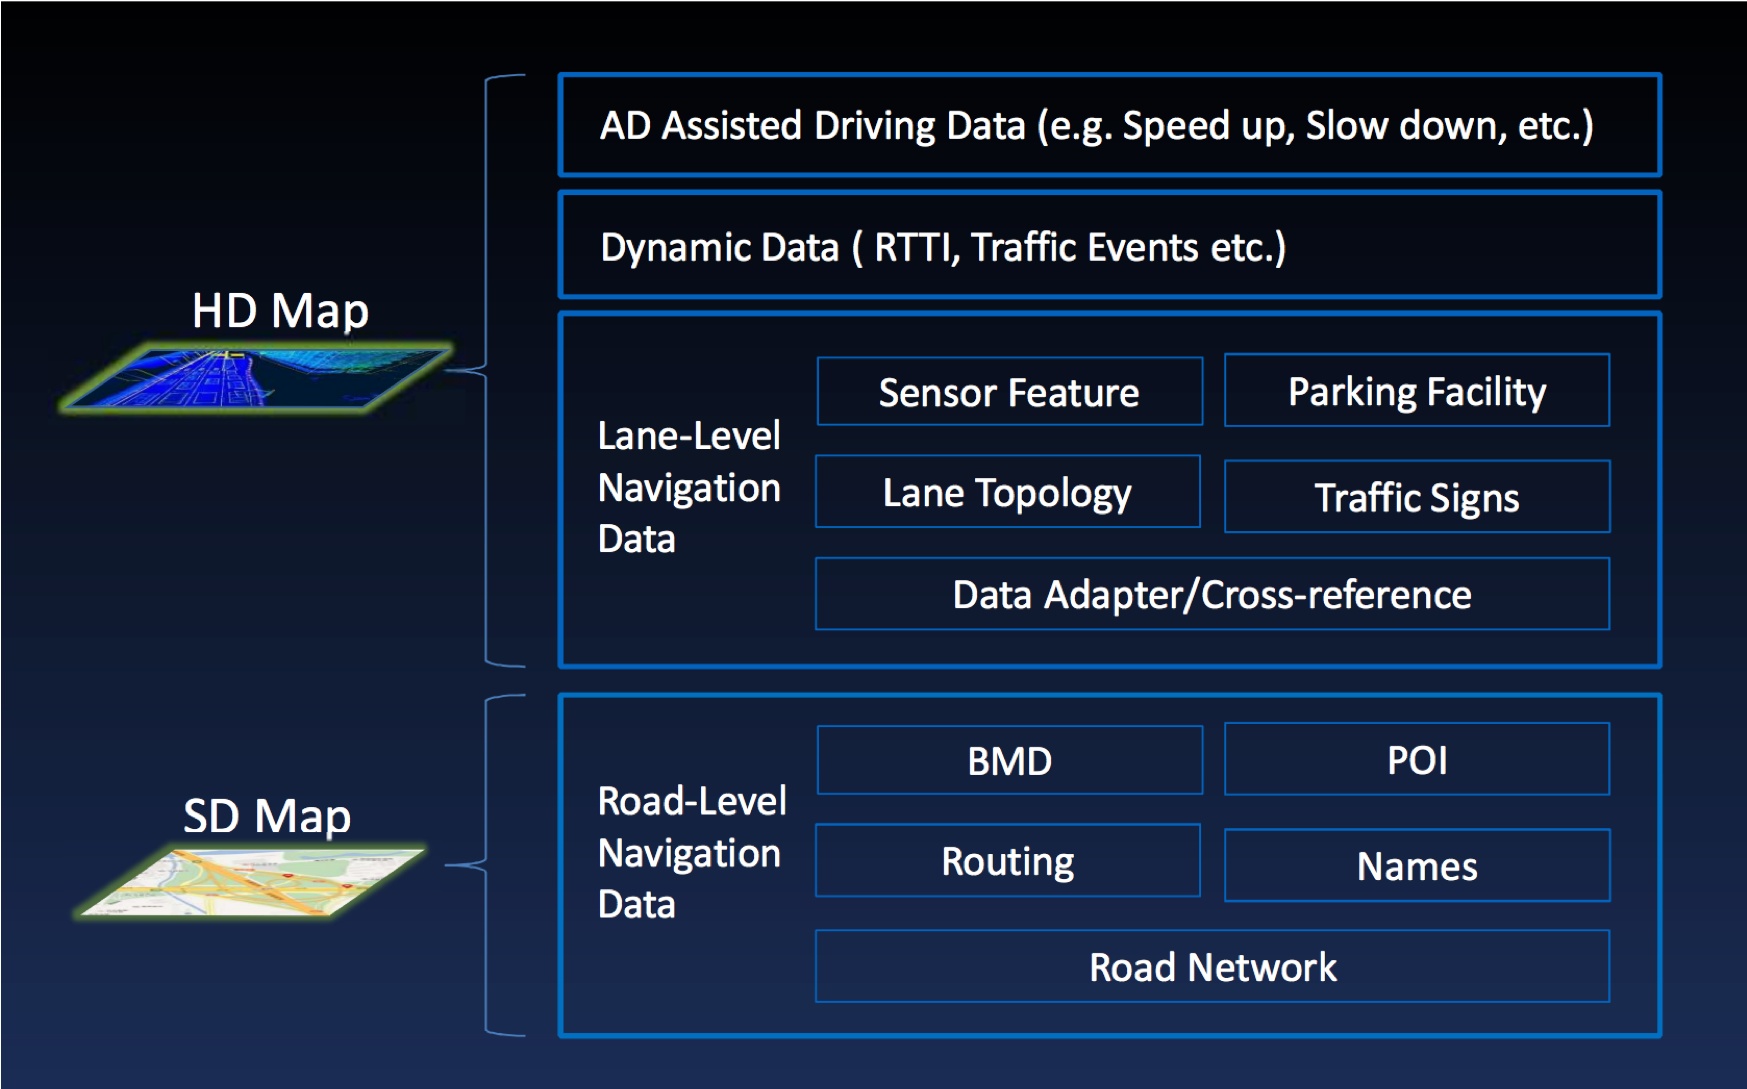 AD Assisted Driving Data (e.g. Speed up, Slow down, etc.)
Dynamic Data ( RTTI, Traffic Events etc.)
HD Map
Lane-Level
Navigation
Data
Sensor Feature
Parking Facility
Lane Topology
Traffic Signs
Data Adapter/Cross-reference
SD Map
Road-Level
Navigation
Data
BMD
POI
Routing
Names
Road Network